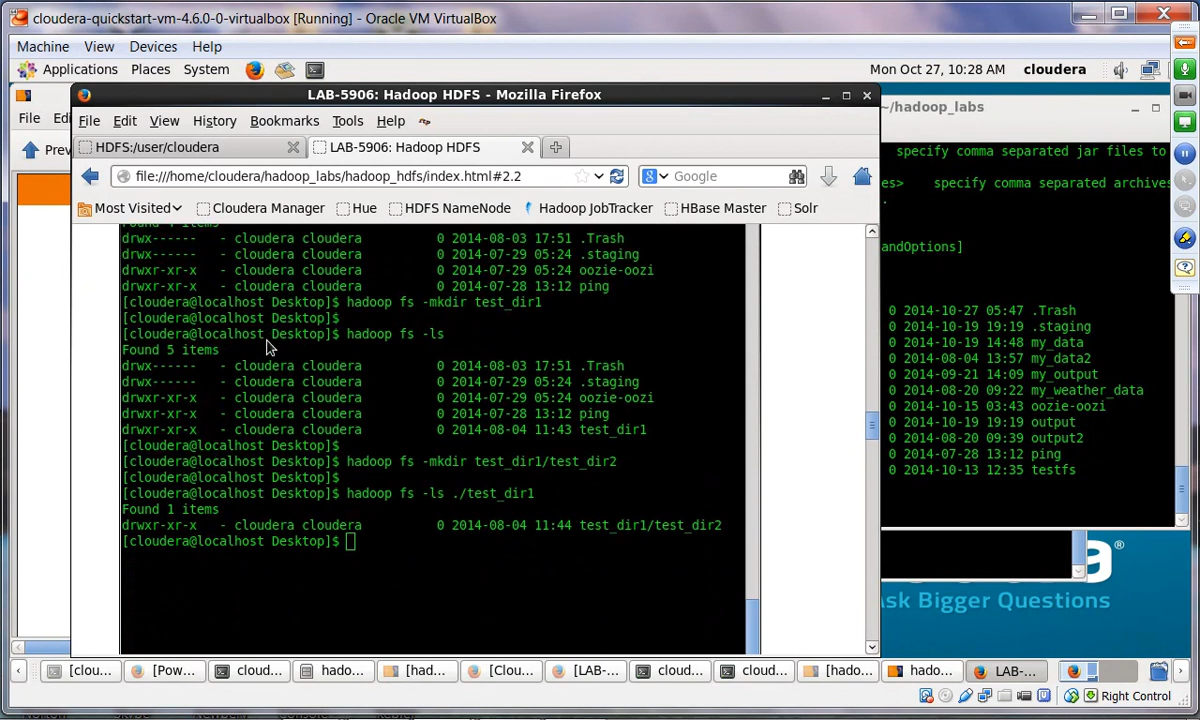 cloudera-quickstart-vm-4.6.0-0-virtualbox [Running] - Oracle VM VirtualBox
Machine View Devices Help
Applications Places System
Mon Oct 27, 10:28 AM cloudera
LAB-5906: Hadoop HDFS - Mozilla Firefox
~/hadoop_labs
File
File Edit View History Bookmarks Tools Help
HDFS:/user/cloudera
LAB-5906: Hadoop HDFS
file:///home/cloudera/hadoop_labs/hadoop_hdfs/index.html#2.2
Google
Most Visited
Cloudera Manager
Hue
HDFS NameNode
Hadoop JobTracker
HBase Master
Solr
drwx------ - cloudera cloudera 0 2014-08-03 17:51 .Trash
drwx------ - cloudera cloudera 0 2014-07-29 05:24 .staging
drwxr-xr-x - cloudera cloudera 0 2014-07-29 05:24 oozie-oozi
drwxr-xr-x - cloudera cloudera 0 2014-07-28 13:12 ping
[cloudera@localhost Desktop]$ hadoop fs -mkdir test_dir1
[cloudera@localhost Desktop]$
[cloudera@localhost Desktop]$ hadoop fs -ls
Found 5 items
drwx------ - cloudera cloudera 0 2014-08-03 17:51 .Trash
drwx------ - cloudera cloudera 0 2014-07-29 05:24 .staging
drwxr-xr-x - cloudera cloudera 0 2014-07-29 05:24 oozie-oozi
drwxr-xr-x - cloudera cloudera 0 2014-07-28 13:12 ping
drwxr-xr-x - cloudera cloudera 0 2014-08-04 11:43 test_dir1
[cloudera@localhost Desktop]$
[cloudera@localhost Desktop]$ hadoop fs -mkdir test_dir1/test_dir2
[cloudera@localhost Desktop]$
[cloudera@localhost Desktop]$ hadoop fs -ls ./test_dir1
Found 1 items
drwxr-xr-x - cloudera cloudera 0 2014-08-04 11:44 test_dir1/test_dir2
[cloudera@localhost Desktop]$
specify comma separated jar files to
es> specify comma separated archives
.
andOptions]
0 2014-10-27 05:47 .Trash
0 2014-10-19 19:19 .staging
0 2014-10-19 14:48 my_data
0 2014-08-04 13:57 my_data2
0 2014-09-21 14:09 my_output
0 2014-08-20 09:22 my_weather_data
0 2014-10-15 03:43 oozie-oozi
0 2014-10-19 19:19 output
0 2014-08-20 09:39 output2
0 2014-07-28 13:12 ping
0 2014-10-13 12:35 testfs
a®
sk Bigger Questions
[clou... [Pow... cloud... hado... [had... [Clou... [LAB-... cloud... cloud... [hado... hado... LAB-...
Right Control